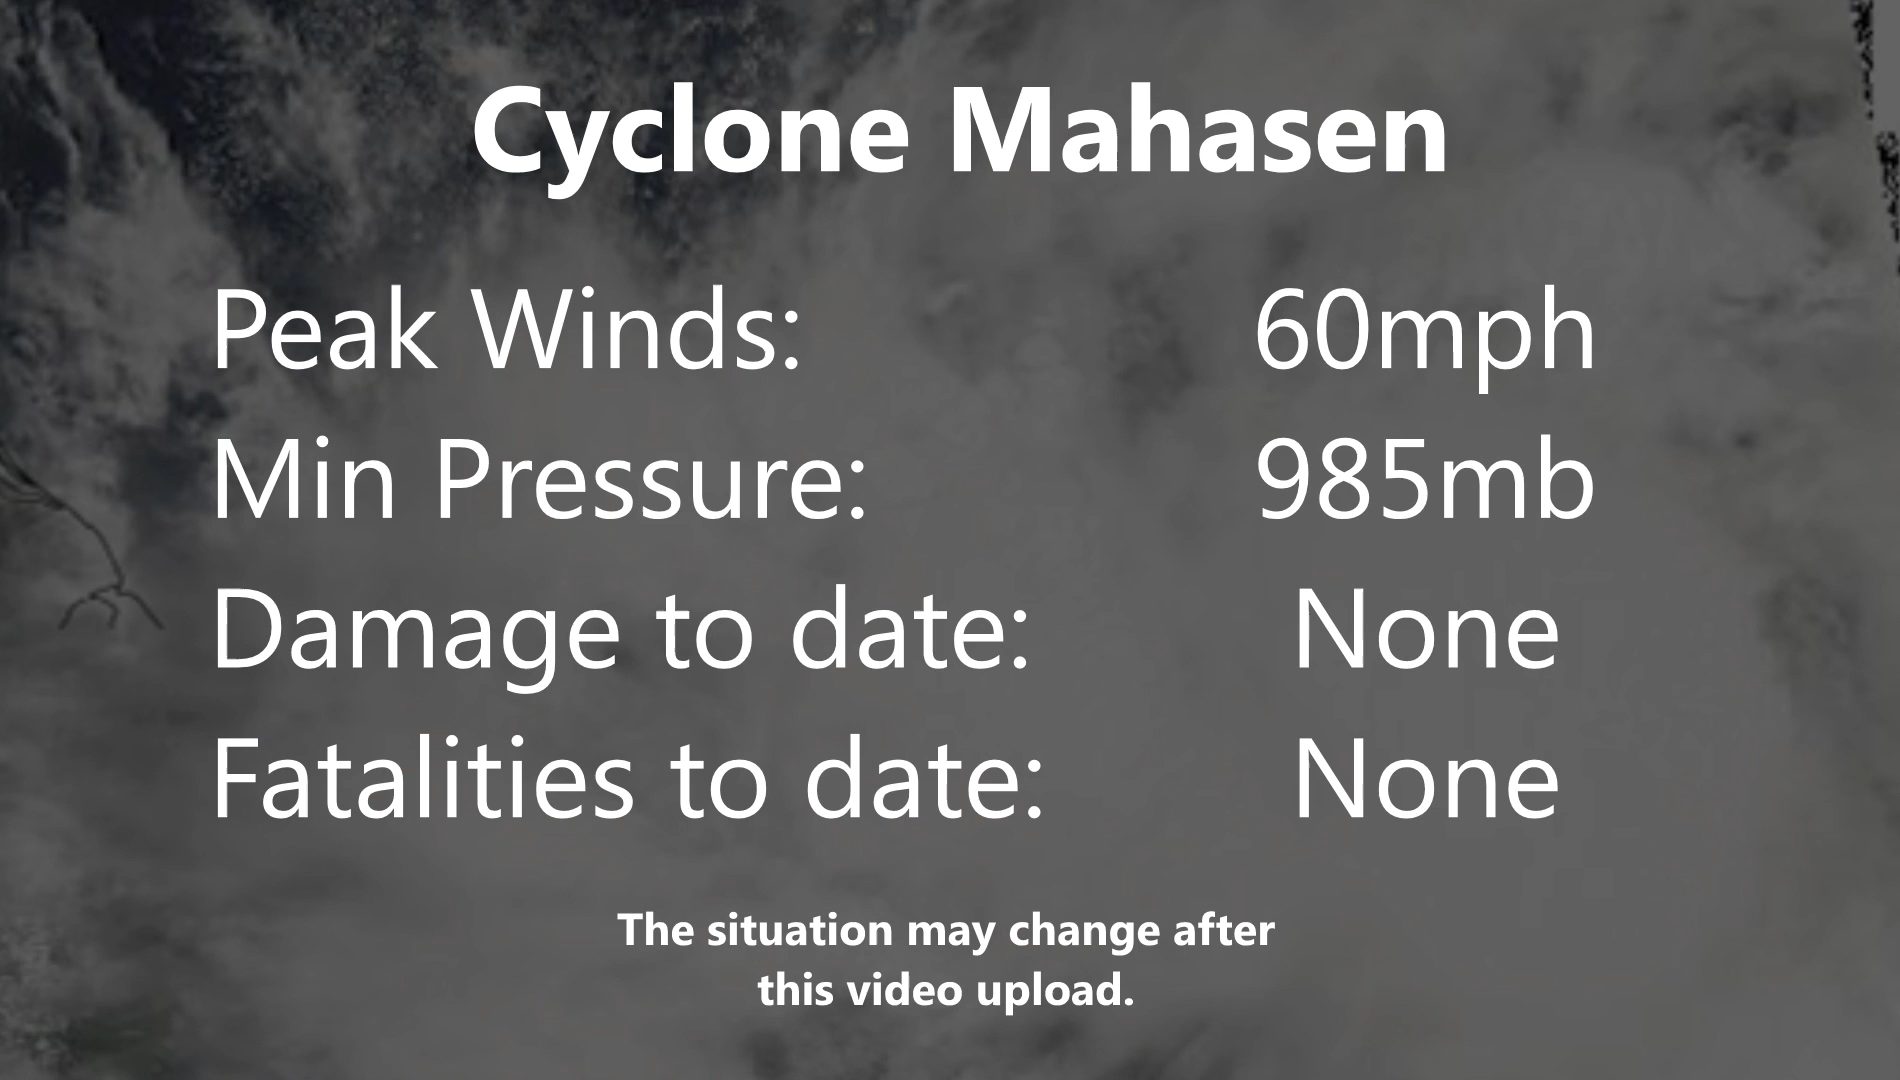 Cyclone Mahasen
Peak Winds: 60mph
Min Pressure: 985mb
Damage to date: None
Fatalities to date: None
The situation may change after
this video upload.